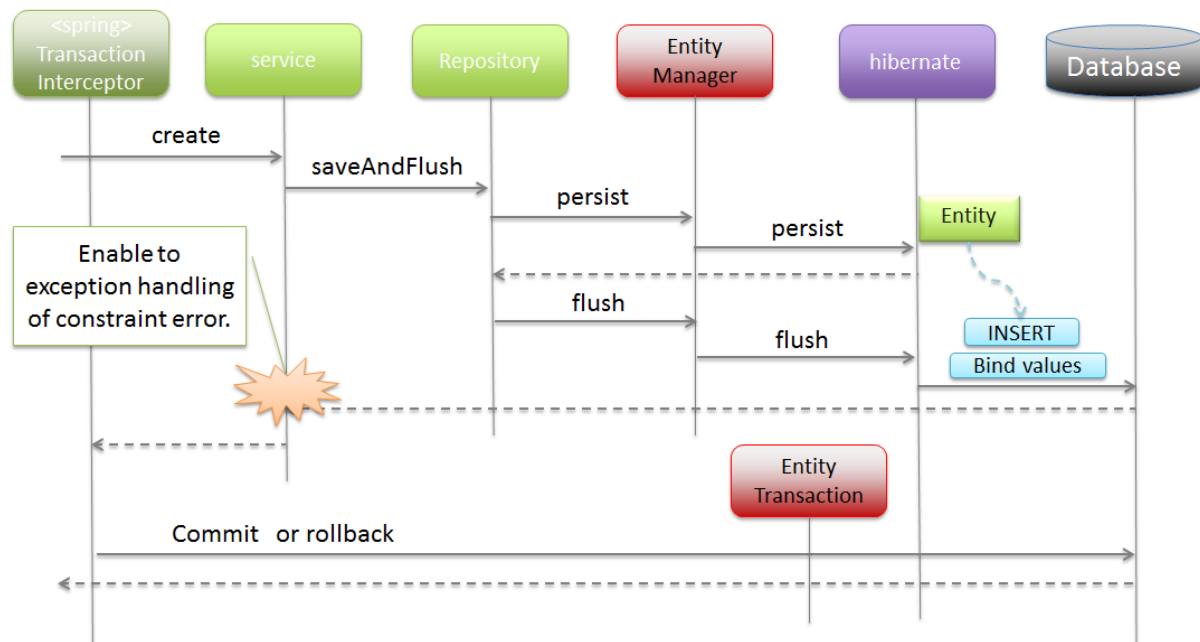 <spring>
Transaction
Interceptor
service
Repository
Entity
Manager
hibernate
Database
create
saveAndFlush
persist
persist
Entity
Enable to
exception handling
of constraint error.
flush
INSERT
flush
Bind values
Entity
Transaction
Commit or rollback